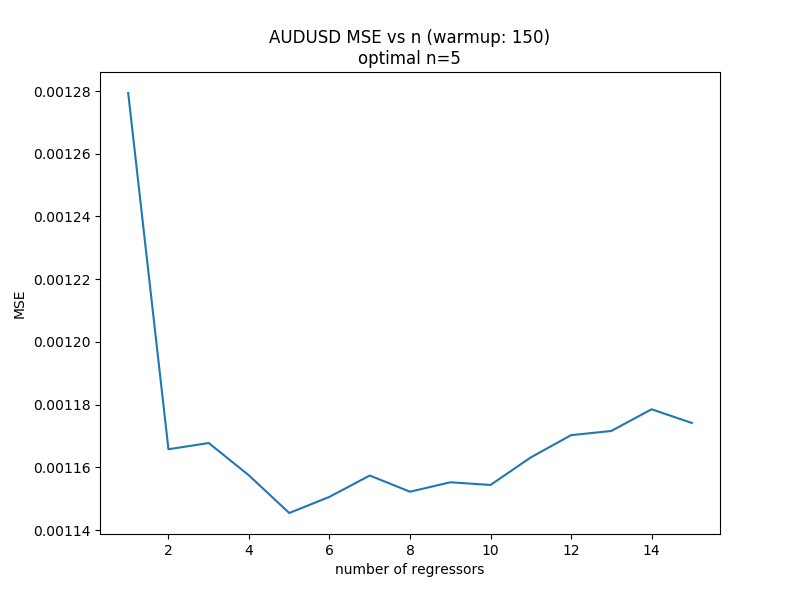 AUDUSD MSE vs n (warmup: 150)
optimal n=5
0.00128
0.00126
0.00124
0.00122
0.00120
0.00118
0.00116
0.00114
MSE
2 4 6 8 10 12 14
number of regressors